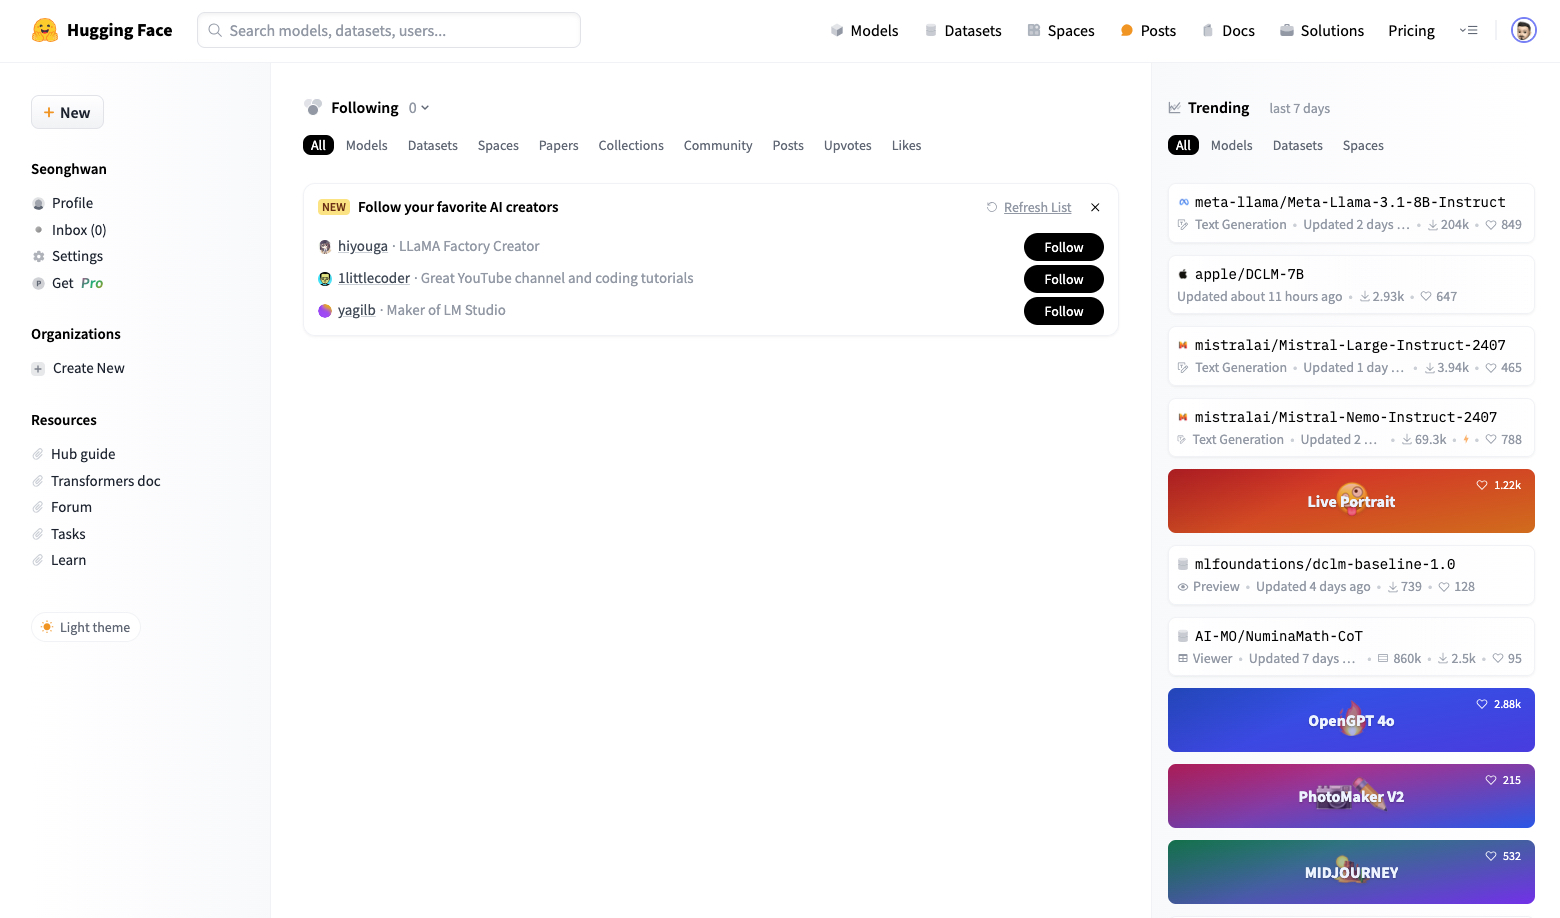 Hugging Face
Search models, datasets, users...
Models
Datasets
Spaces
Posts
Docs
Solutions
Pricing
New
Seonghwan
Profile
Inbox (0)
P Get Pro
Settings
Organizations
Create New
Resources
Hub guide
Transformers doc
Forum
Tasks
Learn
Light theme
Following 0
All Models Datasets Spaces Papers Collections Community Posts Upvotes Likes
NEW Follow your favorite AI creators
Refresh List
hiyouga · LLaMA Factory Creator
Follow
1littlecoder · Great YouTube channel and coding tutorials
Follow
yagilb · Maker of LM Studio
Follow
Trending last 7 days
All Models Datasets Spaces
meta-llama/Meta-Llama-3.1-8B-Instruct
Text Generation • Updated 2 days ... • 204k • 849
apple/DCLM-7B
Updated about 11 hours ago • 2.93k • 647
mistralai/Mistral-Large-Instruct-2407
Text Generation • Updated 1 day ... • 3.94k • 465
mistralai/Mistral-Nemo-Instruct-2407
Text Generation • Updated 2 ... • 69.3k • • 788
1.22k
Live Portrait
mlfoundations/dclm-baseline-1.0
Preview • Updated 4 days ago • 739 • 128
AI-MO/NuminaMath-CoT
Viewer • Updated 7 days ... • 860k • 2.5k • 95
2.88k
OpenGPT 4o
215
PhotoMaker V2
532
MIDJOURNEY